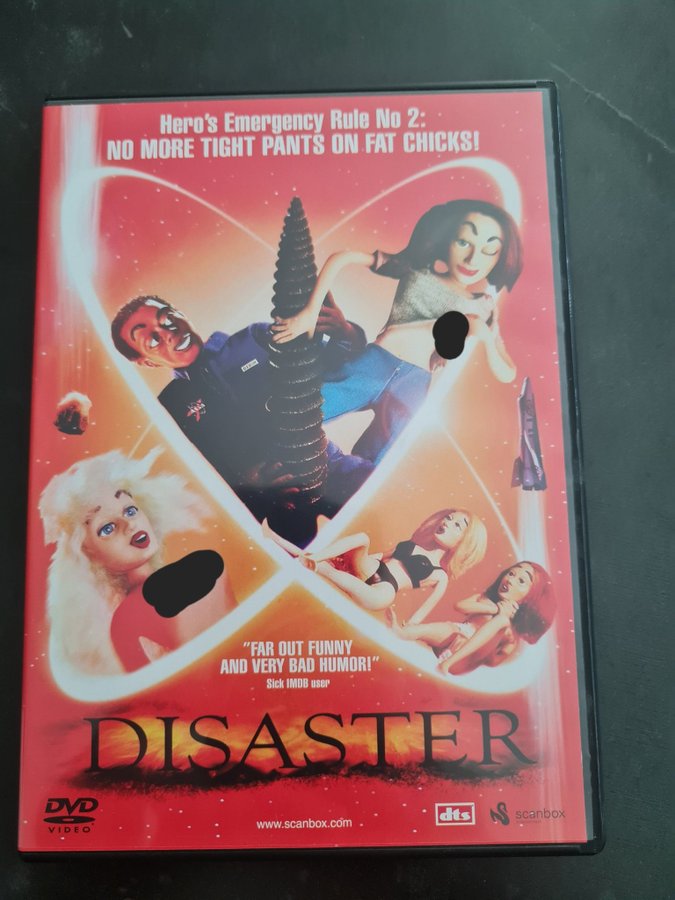 Hero's Emergency Rule No 2:
NO MORE TIGHT PANTS ON FAT CHICKS!
"FAR OUT FUNNY
AND VERY BAD HUMOR!"
Sick IMDB user
DISASTER
DVD
VIDEO
www.scanbox.com
dts
scanbox